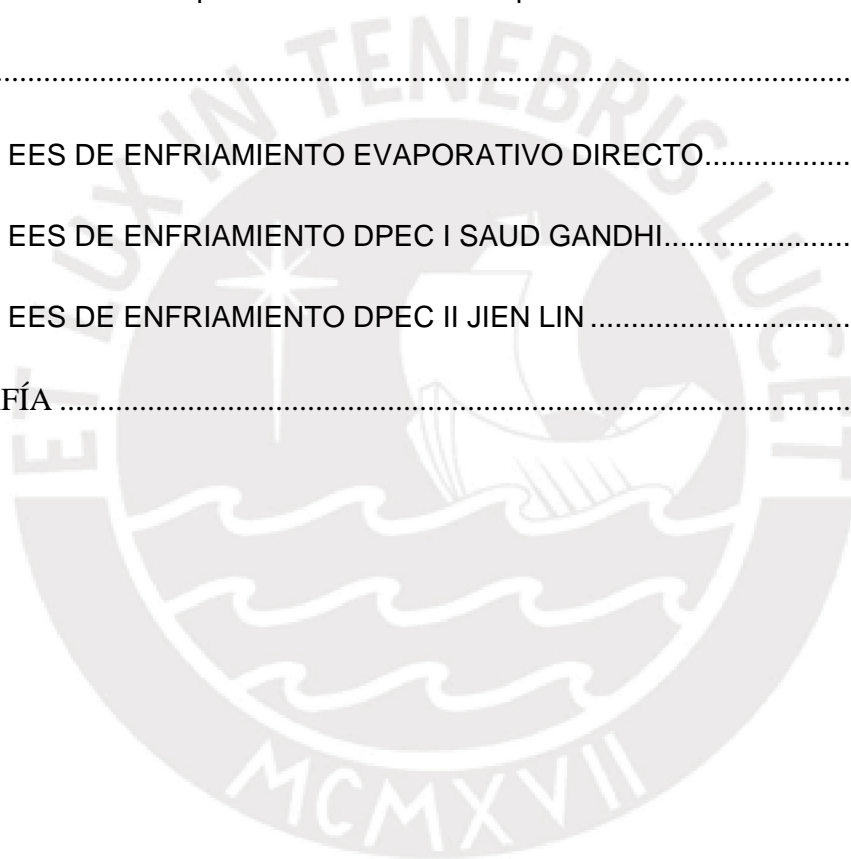 ........................................................................................................
EES DE ENFRIAMIENTO EVAPORATIVO DIRECTO..................
EES DE ENFRIAMIENTO DPEC I SAUD GANDHI.......................
EES DE ENFRIAMIENTO DPEC II JIEN LIN ................................
FÍA ..................................................................................................
ET LUX IN TENEBRIS LUCET
MCMXVII